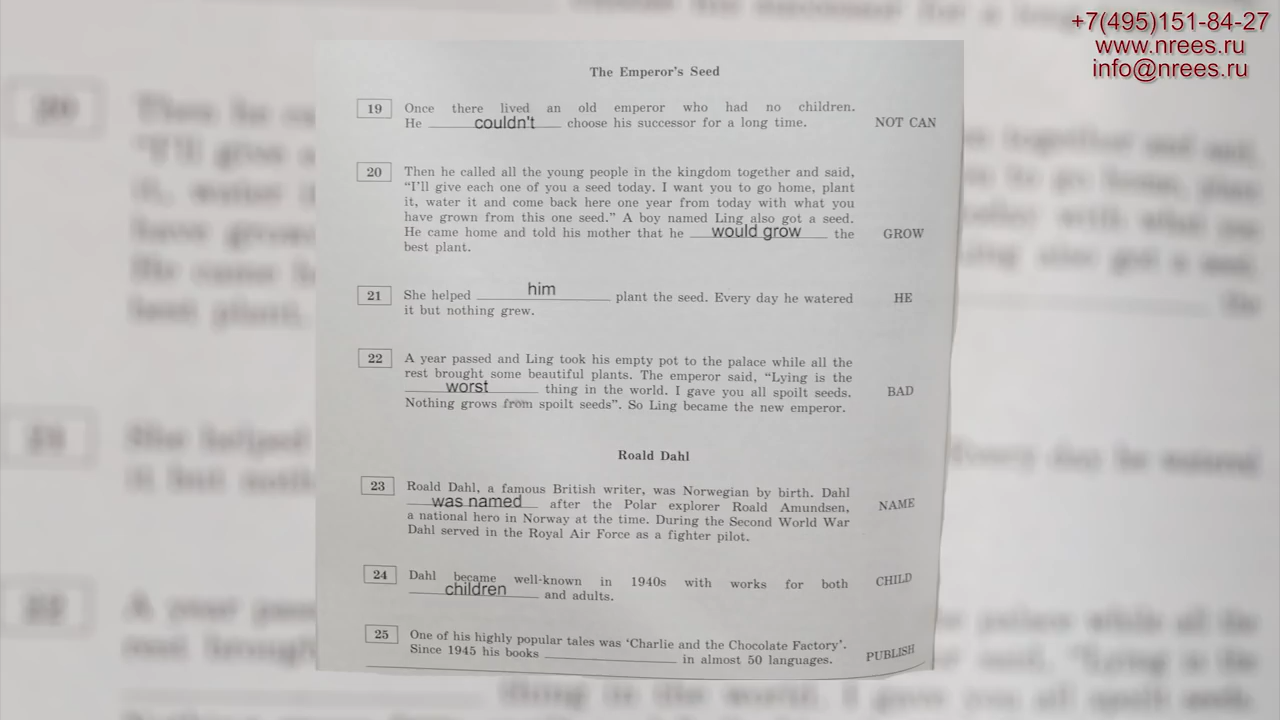 +7(495)151-84-27
www.nrees.ru
info@nrees.ru
The Emperor's Seed
19 Once there lived an old emperor who had no children.
He couldn't choose his successor for a long time. NOT CAN
20 Then he called all the young people in the kingdom together and said,
"I'll give each one of you a seed today. I want you to go home, plant
it, water it and come back here one year from today with what you
have grown from this one seed." A boy named Ling also got a seed.
He came home and told his mother that he would grow the GROW
best plant.
21 She helped him plant the seed. Every day he watered HE
it but nothing grew.
22 A year passed and Ling took his empty pot to the palace while all the
rest brought some beautiful plants. The emperor said, "Lying is the
worst thing in the world. I gave you all spoilt seeds. BAD
Nothing grows from spoilt seeds". So Ling became the new emperor.
Roald Dahl
23 Roald Dahl, a famous British writer, was Norwegian by birth. Dahl
was named after the Polar explorer Roald Amundsen, NAME
a national hero in Norway at the time. During the Second World War
Dahl served in the Royal Air Force as a fighter pilot.
24 Dahl became well-known in 1940s with works for both CHILD
children and adults.
25 One of his highly popular tales was 'Charlie and the Chocolate Factory'.
Since 1945 his books ____________ in almost 50 languages. PUBLISH